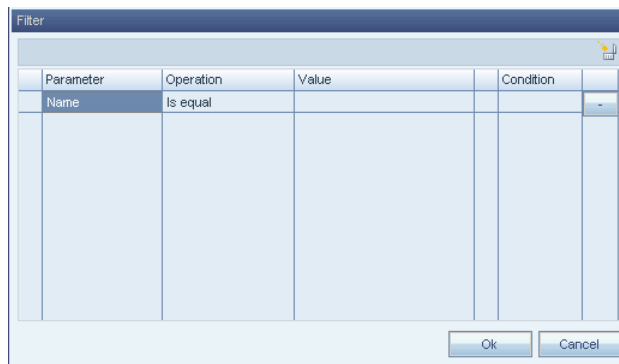 Filter
Parameter Operation Value Condition
Name Is equal -
Ok Cancel